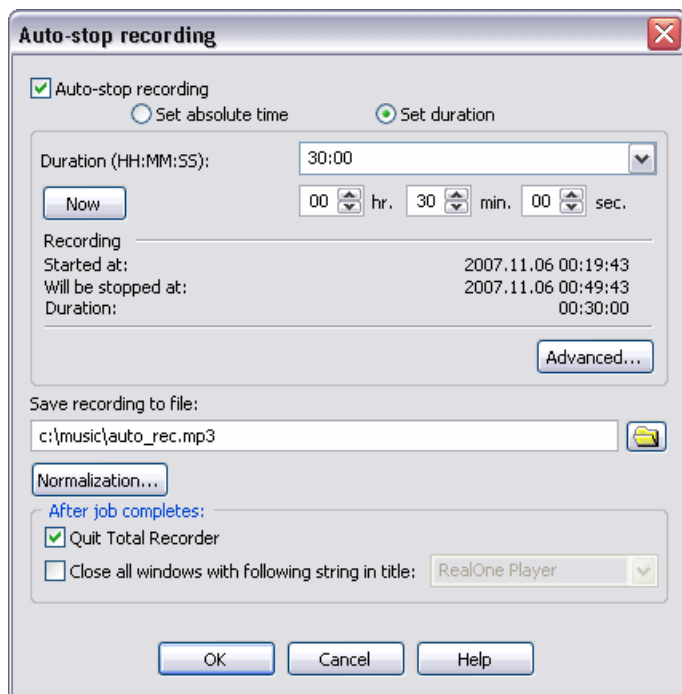 Auto-stop recording
Auto-stop recording
Set absolute time Set duration
Duration (HH:MM:SS): 30:00
Now 00 hr. 30 min. 00 sec.
Recording
Started at: 2007.11.06 00:19:43
Will be stopped at: 2007.11.06 00:49:43
Duration: 00:30:00
Advanced...
Save recording to file:
c:\music\auto_rec.mp3
Normalization...
After job completes:
Quit Total Recorder
Close all windows with following string in title: RealOne Player
OK Cancel Help